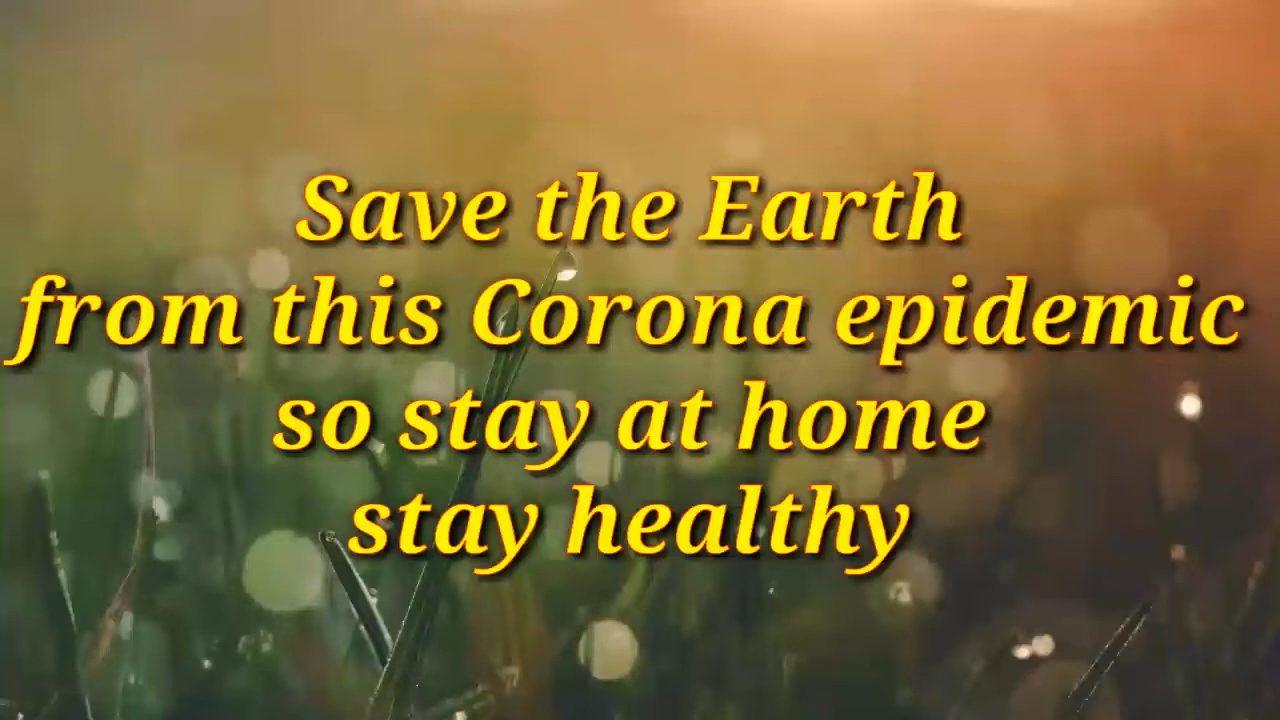 Save the Earth
from this Corona epidemic
so stay at home
stay healthy